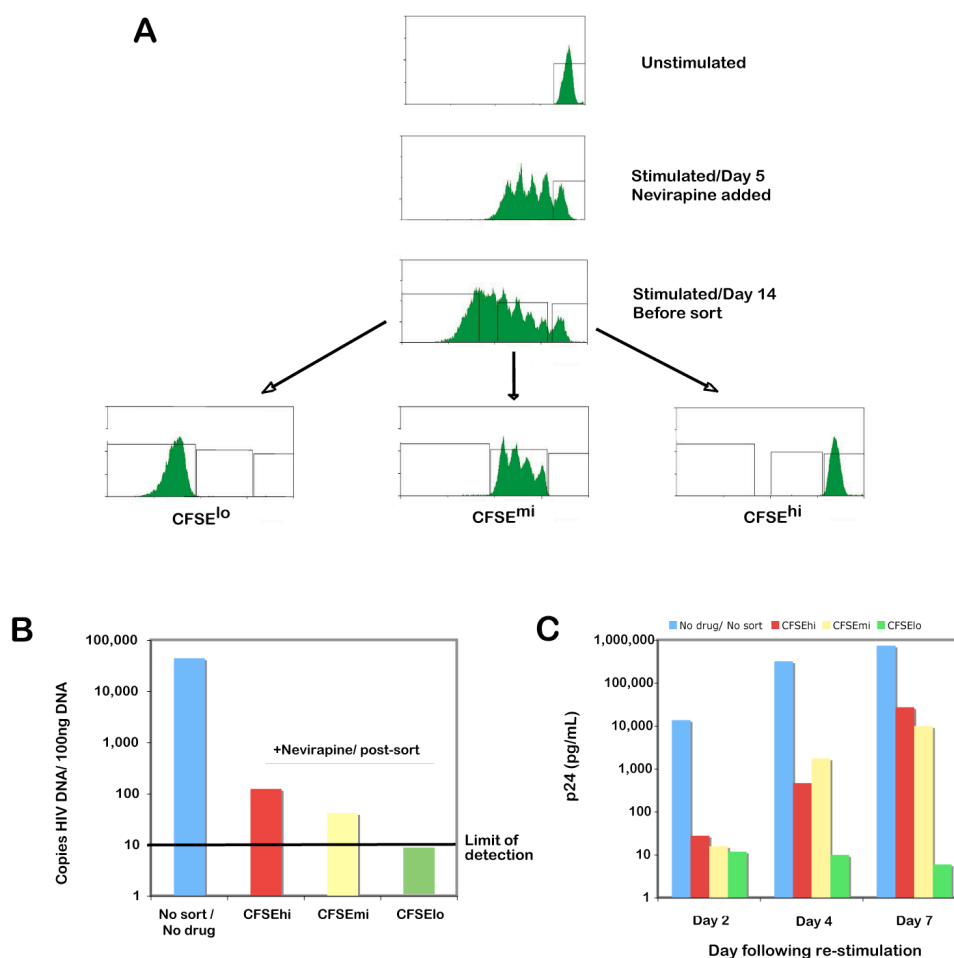 A
Unstimulated
Stimulated/Day 5
Nevirapine added
Stimulated/Day 14
Before sort
CFSElo
CFSEmi
CFSEhi
B
Copies HIV DNA/ 100ng DNA
100,000
10,000
1,000
100
10
1
+Nevirapine/ post-sort
Limit of
detection
No sort /
No drug
CFSEhi
CFSEmi
CFSElo
C
No drug/ No sort
CFSEhi
CFSEmi
CFSElo
p24 (pg/mL)
1,000,000
100,000
10,000
1,000
100
10
1
Day 2
Day 4
Day 7
Day following re-stimulation